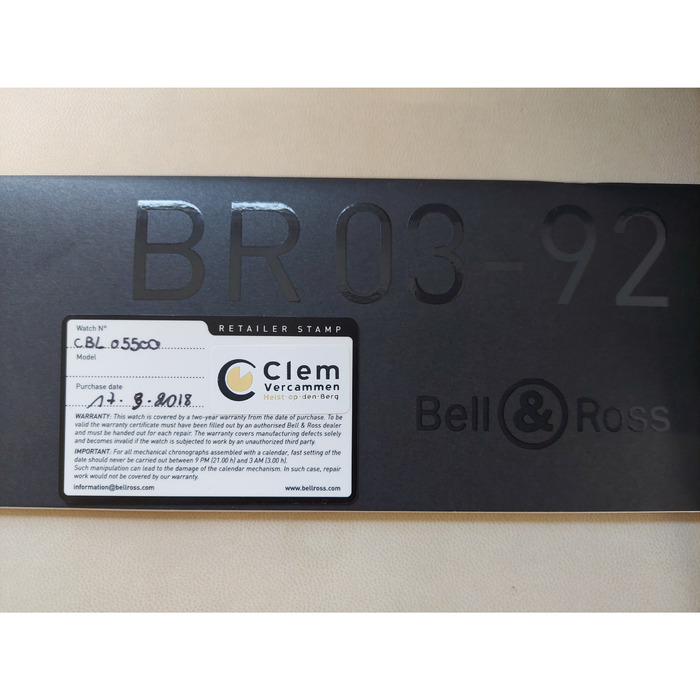 BR 03-92
RETAILER STAMP
Watch N°
CBL 05500
Model
Clem
Vercammen
Heist-op-den-Berg
Purchase date
17-9-2018
WARRANTY: This watch is covered by a two-year warranty from the date of purchase. To be
valid the warranty certificate must have been filled out by an authorised Bell & Ross dealer
and must be handed out for each repair. The warranty covers manufacturing defects solely
and becomes invalid if the watch is subjected to work by an unauthorized third party.
IMPORTANT: For all mechanical chronographs assembled with a calendar, fast setting of the
date should never be carried out between 9 PM (21.00 h) and 3 AM (3.00 h).
Such manipulation can lead to the damage of the calendar mechanism. In such case, repair
work would not be covered by our warranty.
information@bellross.com
www.bellross.com
Bell & Ross